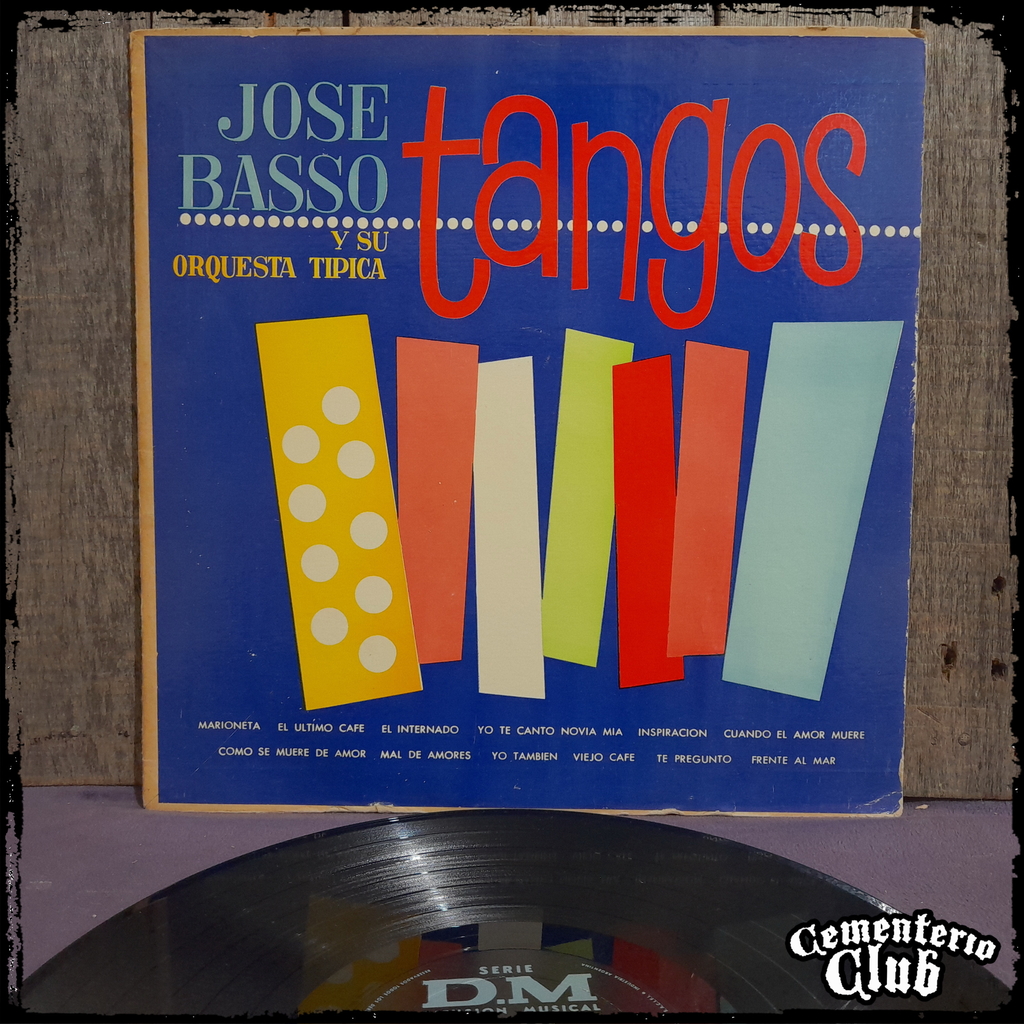 JOSE
BASSO
tangos
Y SU
ORQUESTA TIPICA
MARIONETA EL ULTIMO CAFE EL INTERNADO YO TE CANTO NOVIA MIA INSPIRACION CUANDO EL AMOR MUERE
COMO SE MUERE DE AMOR MAL DE AMORES YO TAMBIEN VIEJO CAFE TE PREGUNTO FRENTE AL MAR
SERIE
D.M
MUSICAL
Cementerio
Club